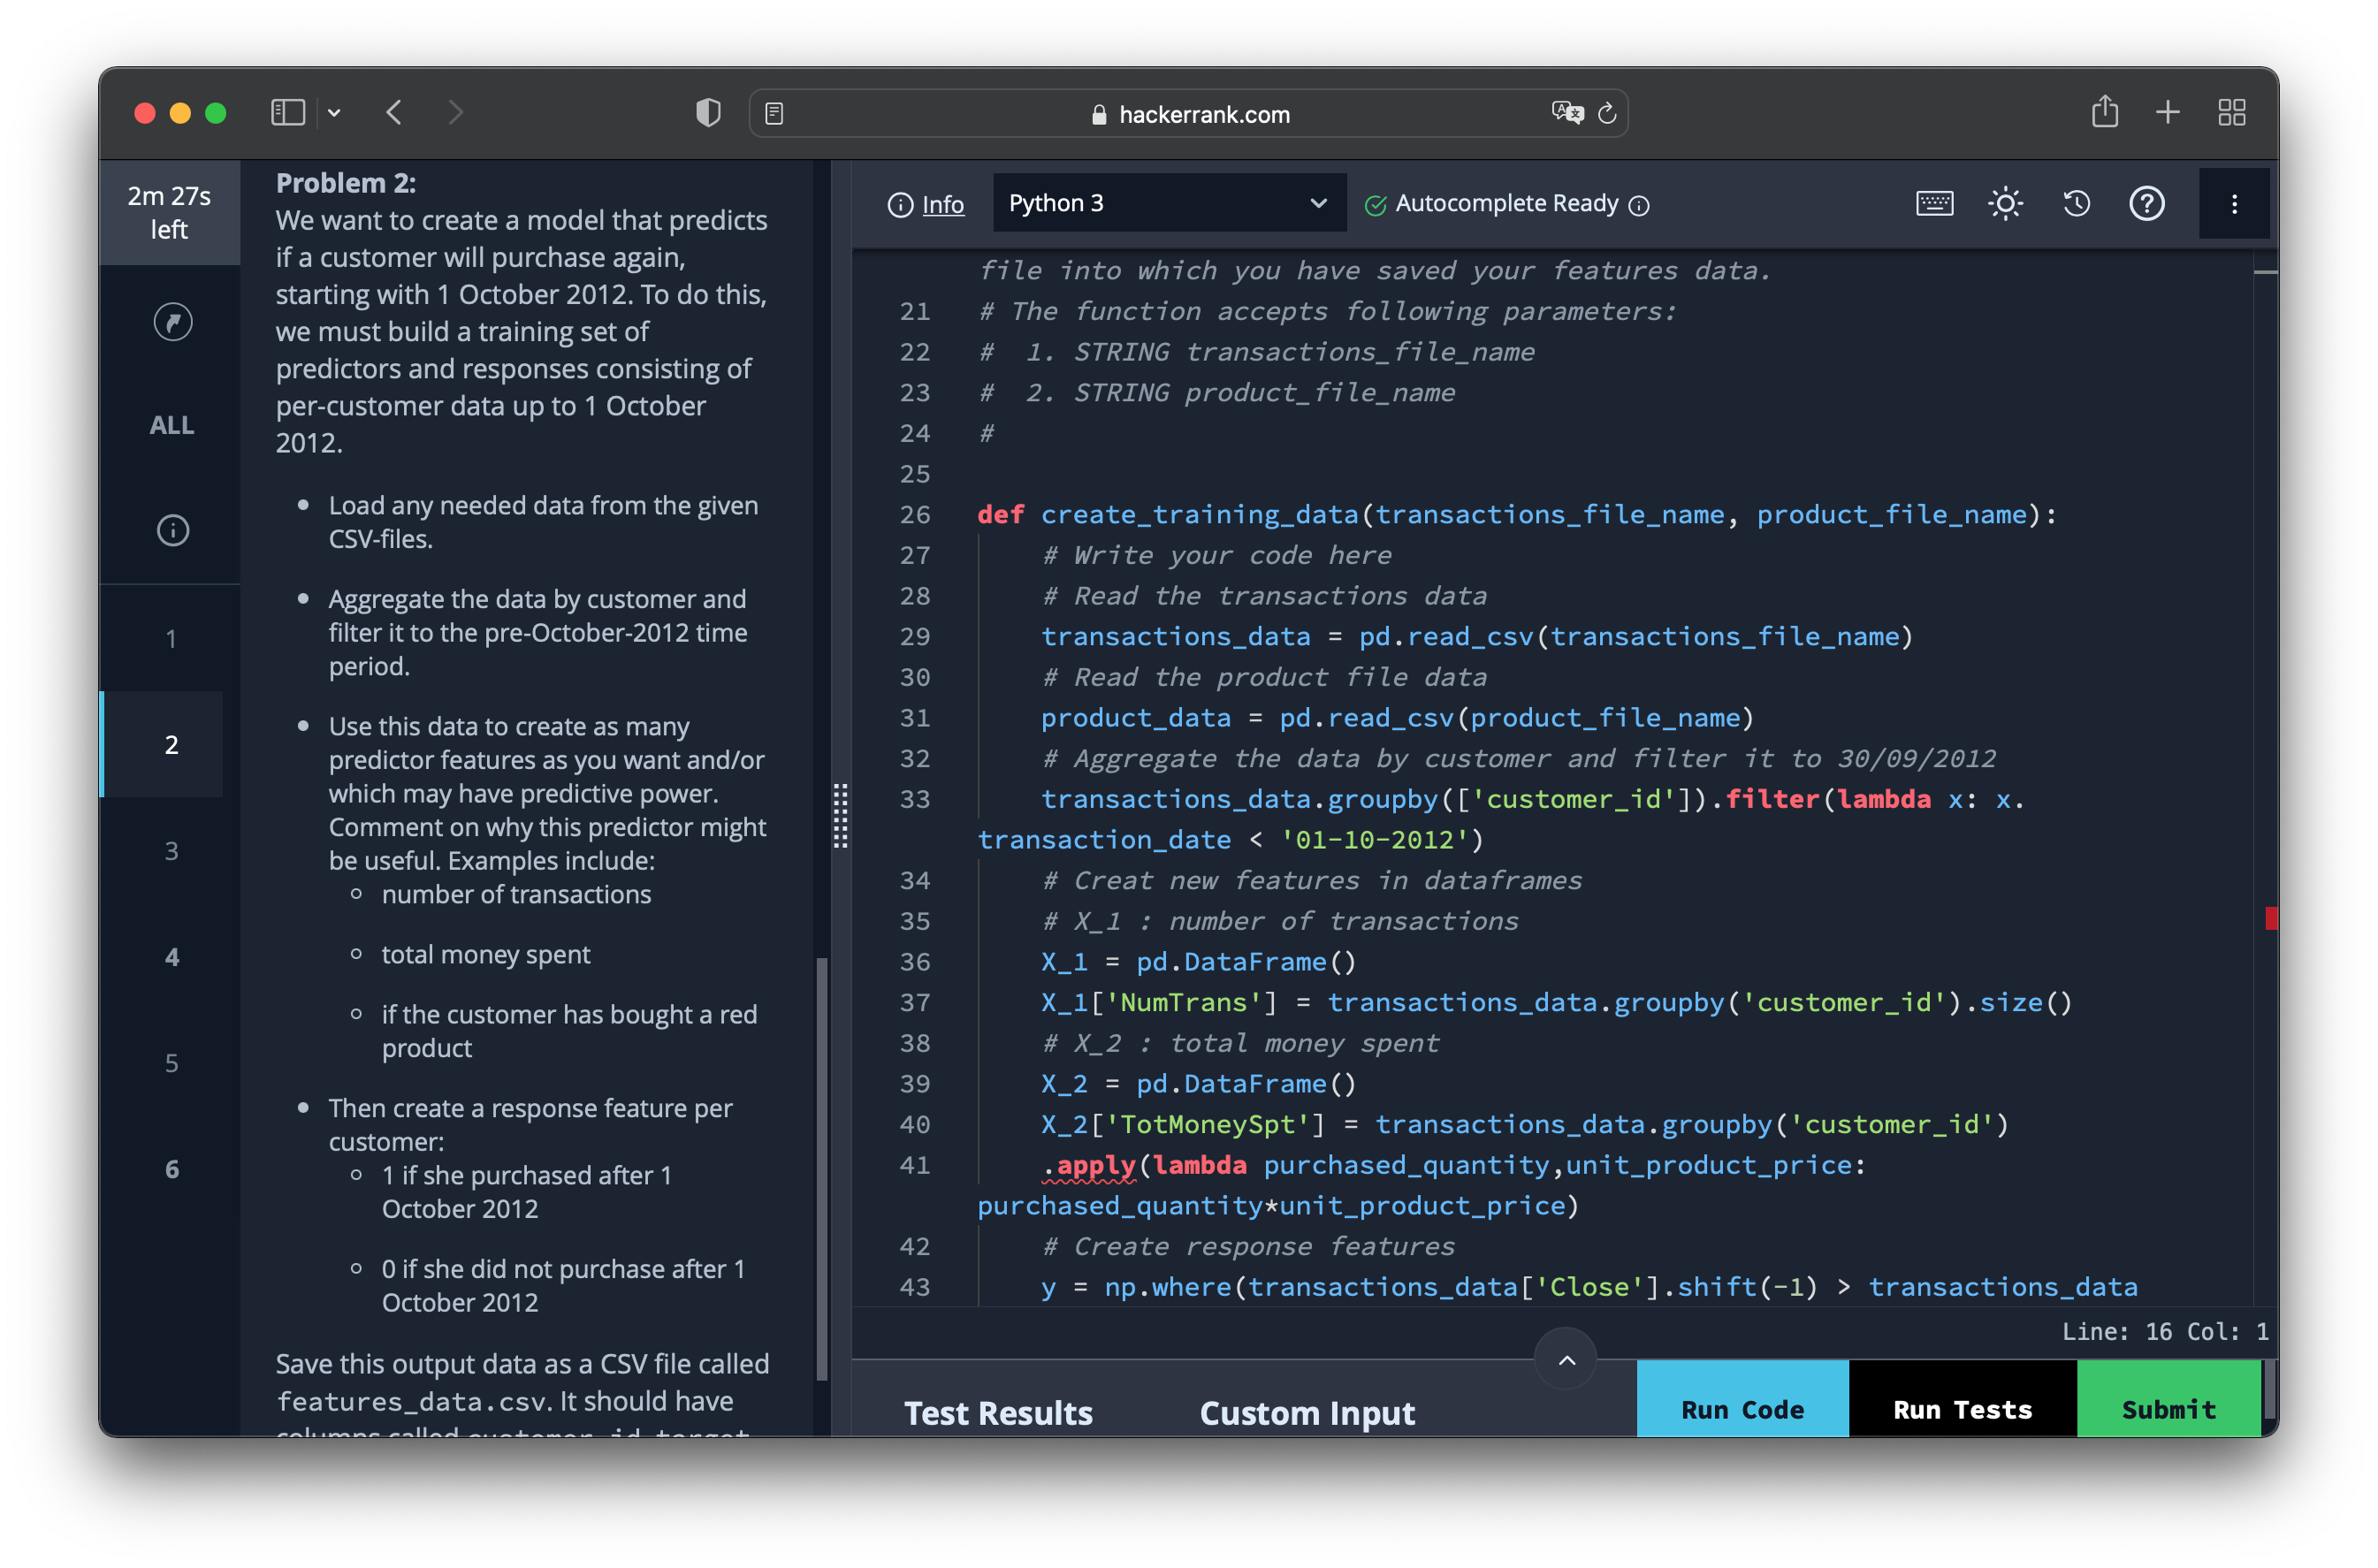 hackerrank.com
2m 27s
left
ALL
1
2
3
4
5
6
Problem 2:
We want to create a model that predicts
if a customer will purchase again,
starting with 1 October 2012. To do this,
we must build a training set of
predictors and responses consisting of
per-customer data up to 1 October
2012.
Load any needed data from the given
CSV-files.
Aggregate the data by customer and
filter it to the pre-October-2012 time
period.
Use this data to create as many
predictor features as you want and/or
which may have predictive power.
Comment on why this predictor might
be useful. Examples include:
number of transactions
total money spent
if the customer has bought a red
product
Then create a response feature per
customer:
1 if she purchased after 1
October 2012
0 if she did not purchase after 1
October 2012
Save this output data as a CSV file called
features_data.csv. It should have
columns called customer_id, target
Info
Python 3
Autocomplete Ready
file into which you have saved your features data.
21 # The function accepts following parameters:
22 #  1. STRING transactions_file_name
23 #  2. STRING product_file_name
24 #
25
26 def create_training_data(transactions_file_name, product_file_name):
27     # Write your code here
28     # Read the transactions data
29     transactions_data = pd.read_csv(transactions_file_name)
30     # Read the product file data
31     product_data = pd.read_csv(product_file_name)
32     # Aggregate the data by customer and filter it to 30/09/2012
33     transactions_data.groupby(['customer_id']).filter(lambda x: x.
transaction_date < '01-10-2012')
34     # Creat new features in dataframes
35     # X_1 : number of transactions
36     X_1 = pd.DataFrame()
37     X_1['NumTrans'] = transactions_data.groupby('customer_id').size()
38     # X_2 : total money spent
39     X_2 = pd.DataFrame()
40     X_2['TotMoneySpt'] = transactions_data.groupby('customer_id')
41     .apply(lambda purchased_quantity,unit_product_price:
purchased_quantity*unit_product_price)
42     # Create response features
43     y = np.where(transactions_data['Close'].shift(-1) > transactions_data
Line: 16 Col: 1
Test Results
Custom Input
Run Code
Run Tests
Submit